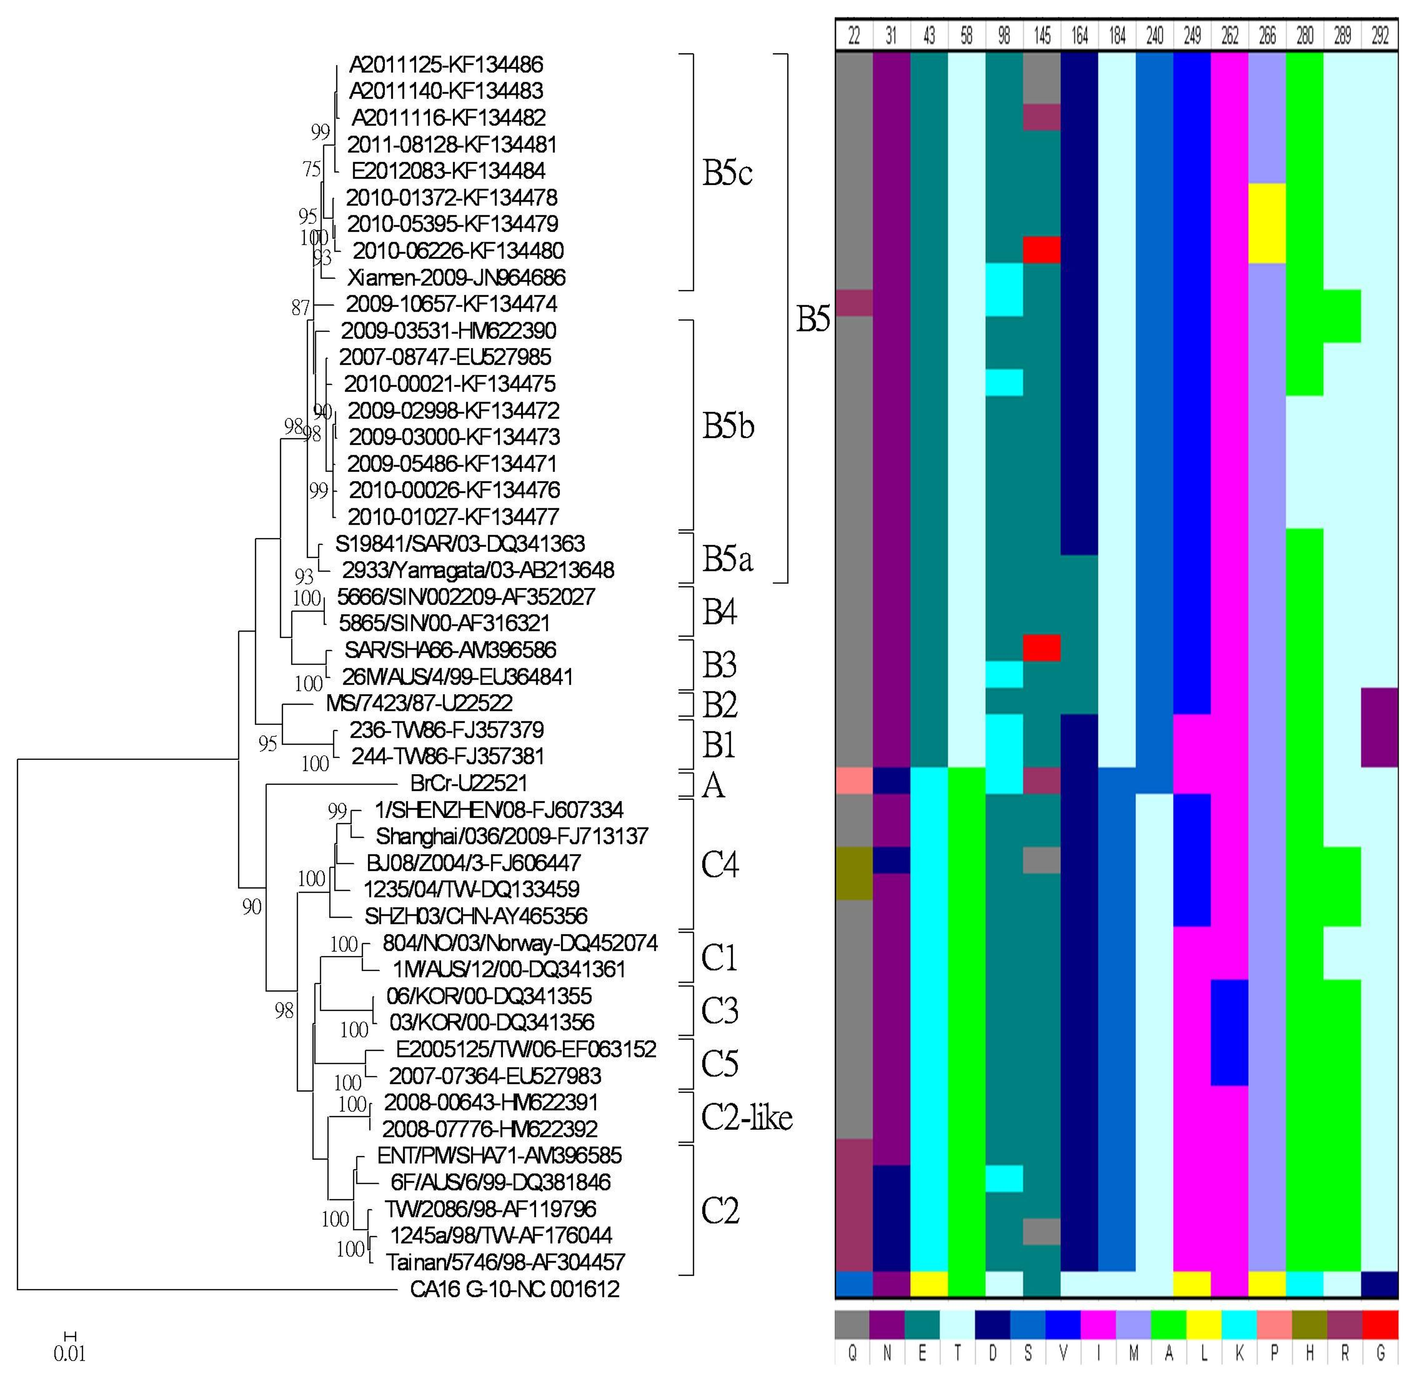 22 31 43 58 98 145 164 184 240 249 262 266 280 289 292
A2011125-KF134486
A2011140-KF134483
A2011116-KF134482
99
2011-08128-KF134481
75
E2012083-KF134484
B5c
2010-01372-KF134478
95
2010-05395-KF134479
100
2010-06226-KF134480
93
Xiamen-2009-JN964686
87
2009-10657-KF134474
B5
2009-03531-HM622390
2007-08747-EU527985
2010-00021-KF134475
90
2009-02998-KF134472
98
98
B5b
2009-03000-KF134473
2009-05486-KF134471
99
2010-00026-KF134476
2010-01027-KF134477
S19841/SAR/03-DQ341363
B5a
93
2933/Yamagata/03-AB213648
100
5666/SIN/002209-AF352027
B4
5865/SIN/00-AF316321
SAR/SHA66-AM396586
B3
100
26M/AUS/4/99-EU364841
MS/7423/87-U22522
B2
236-TW86-FJ357379
95
B1
100
244-TW86-FJ357381
BrCr-U22521
A
99
1/SHENZHEN/08-FJ607334
Shanghai/036/2009-FJ713137
BJ08/Z004/3-FJ606447
C4
100
1235/04/TW-DQ133459
90
SHZH03/CHN-AY465356
100
804/NO/03/Norway-DQ452074
C1
1M/AUS/12/00-DQ341361
06/KOR/00-DQ341355
98
C3
100
03/KOR/00-DQ341356
E2005125/TW/06-EF063152
C5
100
2007-07364-EU527983
100
2008-00643-HM622391
C2-like
2008-07776-HM622392
ENT/PM/SHA71-AM396585
6F/AUS/6/99-DQ381846
TW/2086/98-AF119796
C2
100
1245a/98/TW-AF176044
100
Tainan/5746/98-AF304457
CA16 G-10-NC 001612
0.01
Q N E T D S V I M A L K P H R G